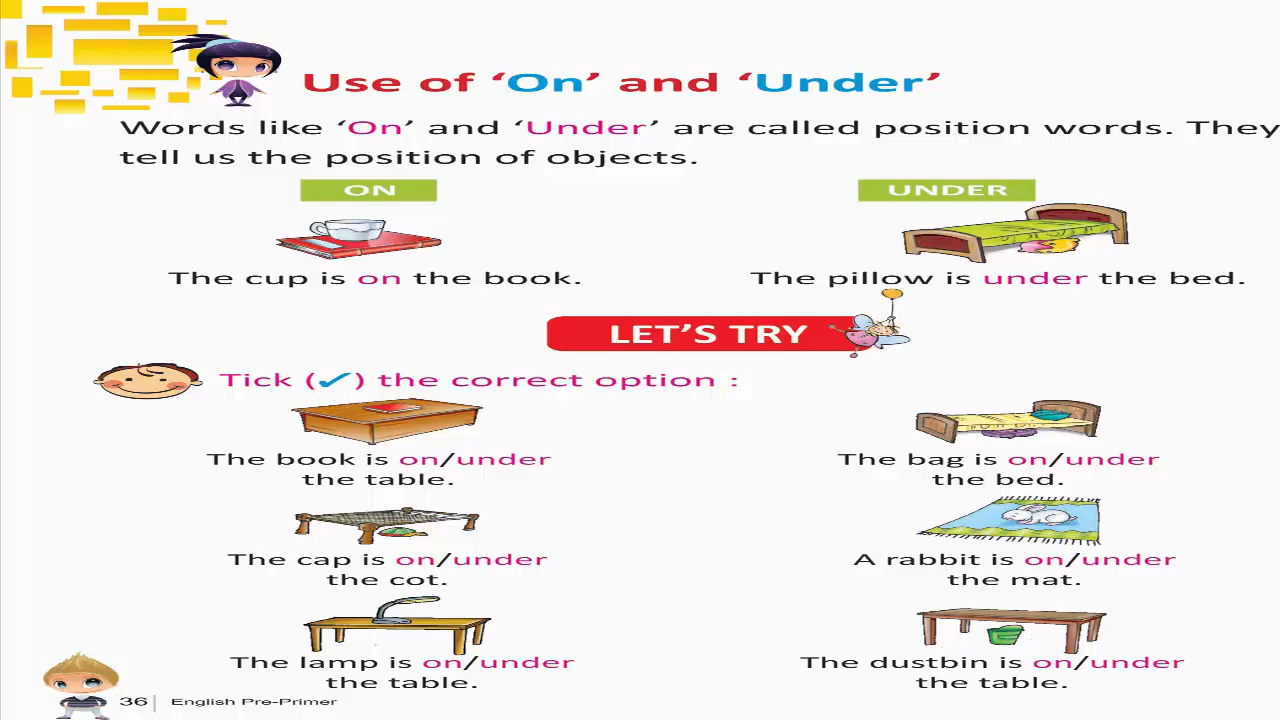 Use of ‘On’ and ‘Under’
Words like ‘On’ and ‘Under’ are called position words. They
tell us the position of objects.
ON
UNDER
The cup is on the book.
The pillow is under the bed.
LET’S TRY
Tick (✓) the correct option :
The book is on/under
the table.
The bag is on/under
the bed.
The cap is on/under
the cot.
A rabbit is on/under
the mat.
The lamp is on/under
the table.
The dustbin is on/under
the table.
36 | English Pre-Primer